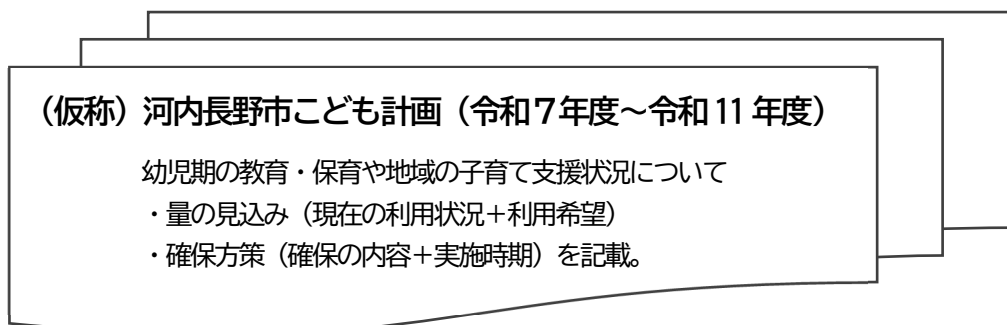 （仮称）河内長野市こども計画（令和７年度～令和11年度）
幼児期の教育・保育や地域の子育て支援状況について
・量の見込み（現在の利用状況＋利用希望）
・確保方策（確保の内容＋実施時期）を記載。